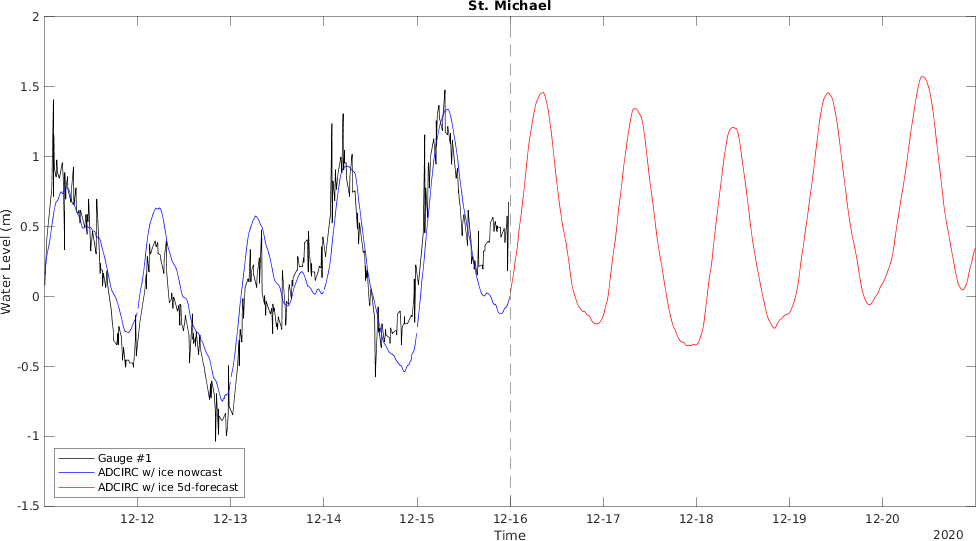 St. Michael
Water Level (m)
2
1.5
1
0.5
0
-0.5
-1
-1.5
Gauge #1
ADCIRC w/ ice nowcast
ADCIRC w/ ice 5d-forecast
12-12 12-13 12-14 12-15 12-16 12-17 12-18 12-19 12-20
Time
2020